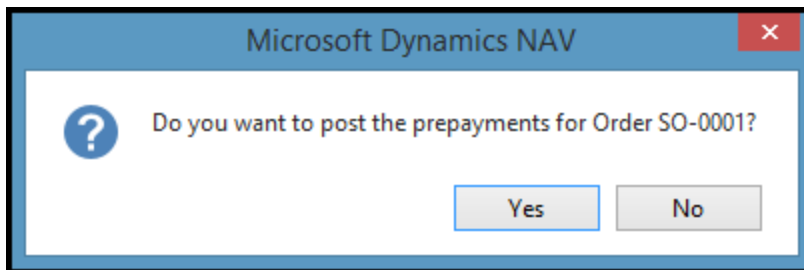 Microsoft Dynamics NAV
Do you want to post the prepayments for Order SO-0001?
Yes
No